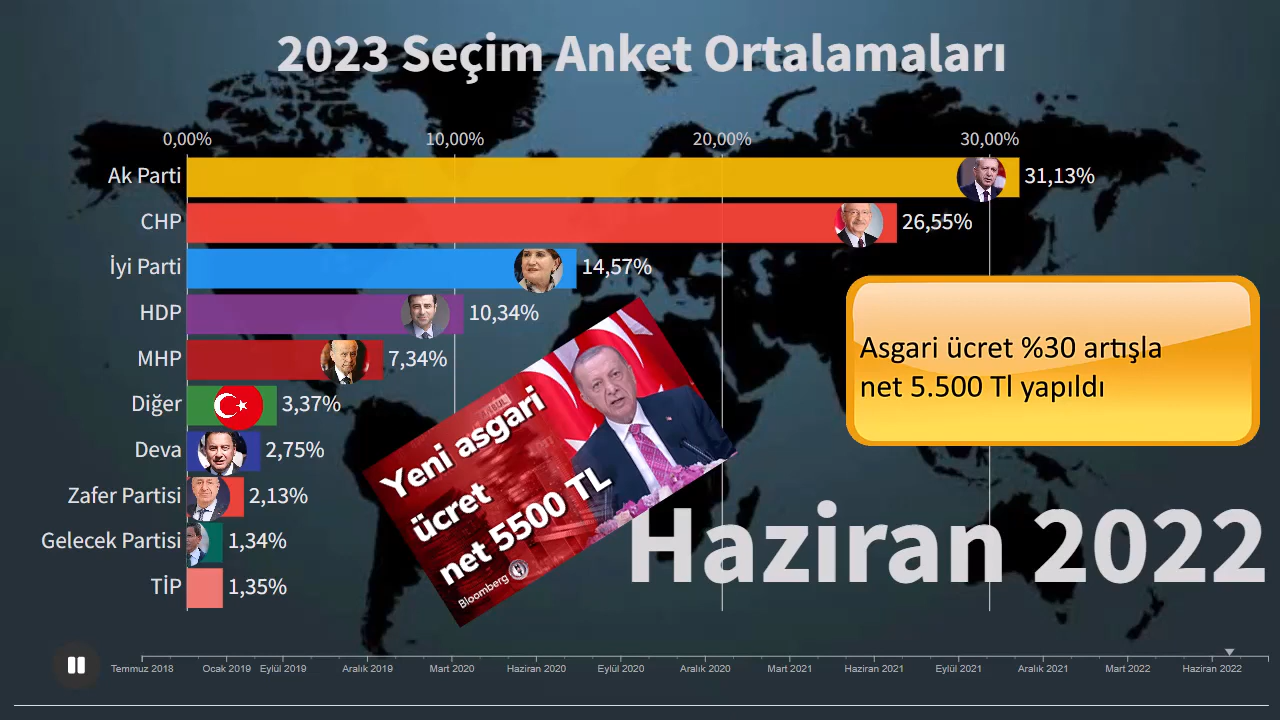 2023 Seçim Anket Ortalamaları
0,00% 10,00% 20,00% 30,00%
Ak Parti 31,13%
CHP 26,55%
İyi Parti 14,57%
HDP 10,34%
MHP 7,34%
Diğer 3,37%
Deva 2,75%
Zafer Partisi 2,13%
Gelecek Partisi 1,34%
TİP 1,35%
Yeni asgari
ücret
net 5500 TL
Bloomberg
Asgari ücret %30 artışla
net 5.500 Tl yapıldı
Haziran 2022
Temmuz 2018 Ocak 2019 Eylül 2019 Aralık 2019 Mart 2020 Haziran 2020 Eylül 2020 Aralık 2020 Mart 2021 Haziran 2021 Eylül 2021 Aralık 2021 Mart 2022 Haziran 2022